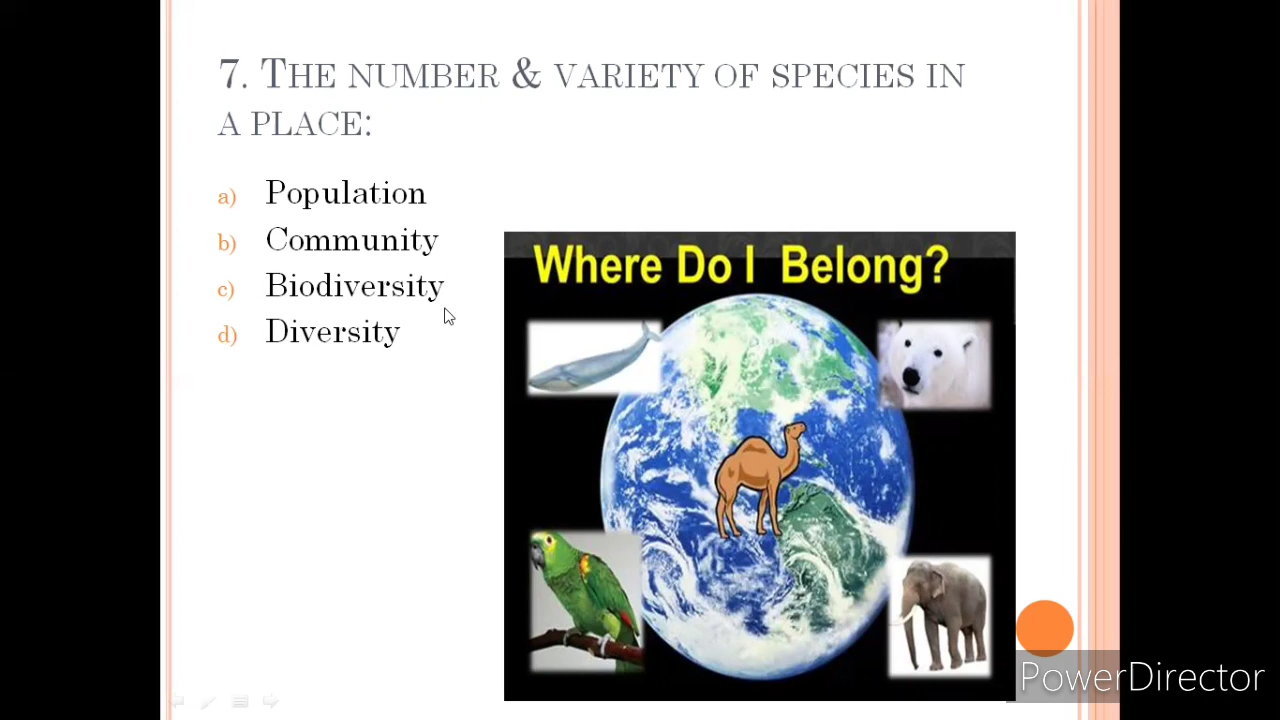 7. THE NUMBER & VARIETY OF SPECIES IN
A PLACE:
a) Population
b) Community
c) Biodiversity
d) Diversity
Where Do I Belong?
PowerDirector